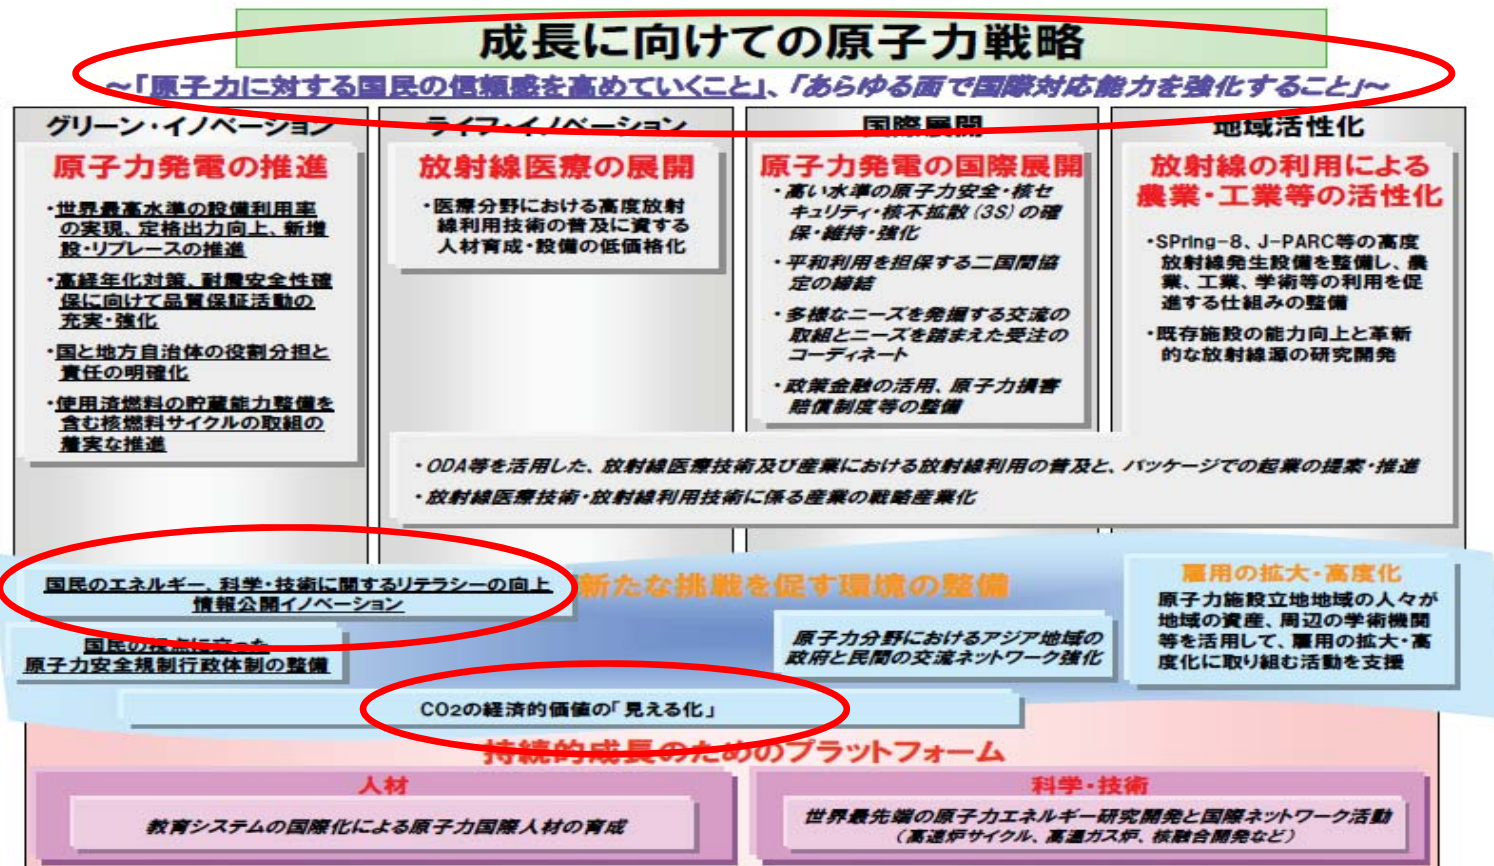 成長に向けての原子力戦略
～「原子力に対する国民の信頼感を高めていくこと」、「あらゆる面で国際対応能力を強化すること」～
グリーン・イノベーション
原子力発電の推進
・世界最高水準の設備利用率
の実現、定格出力向上、新増
設・リプレースの推進
・高経年化対策、耐震安全性確
保に向けて品質保証活動の
充実・強化
・国と地方自治体の役割分担と
責任の明確化
・使用済燃料の貯蔵能力整備を
含む核燃料サイクルの取組の
着実な推進
ライフ・イノベーション
放射線医療の展開
・医療分野における高度放射
線利用技術の普及に資する
人材育成・設備の低価格化
国際展開
原子力発電の国際展開
・高い水準の原子力安全・核セ
キュリティ・核不拡散(3S)の確
保・維持・強化
・平和利用を担保する二国間協
定の締結
・多様なニーズを発掘する交流の
取組とニーズを踏まえた受注の
コーディネート
・政策金融の活用、原子力損害
賠償制度等の整備
地域活性化
放射線の利用による
農業・工業等の活性化
・SPring-8、J-PARC等の高度
放射線発生設備を整備し、農
業、工業、学術等の利用を促
進する仕組みの整備
・既存施設の能力向上と革新
的な放射線源の研究開発
・ODA等を活用した、放射線医療技術及び産業における放射線利用の普及と、パッケージでの起業の提案・推進
・放射線医療技術・放射線利用技術に係る産業の戦略産業化
新たな挑戦を促す環境の整備
国民のエネルギー、科学・技術に関するリテラシーの向上
情報公開イノベーション
国民の視点に立った
原子力安全規制行政体制の整備
原子力分野におけるアジア地域の
政府と民間の交流ネットワーク強化
雇用の拡大・高度化
原子力施設立地地域の人々が
地域の資産、周辺の学術機関
等を活用して、雇用の拡大・高
度化に取り組む活動を支援
CO2の経済的価値の「見える化」
持続的成長のためのプラットフォーム
人材
教育システムの国際化による原子力国際人材の育成
科学・技術
世界最先端の原子力エネルギー研究開発と国際ネットワーク活動
（高速炉サイクル、高温ガス炉、核融合開発など）